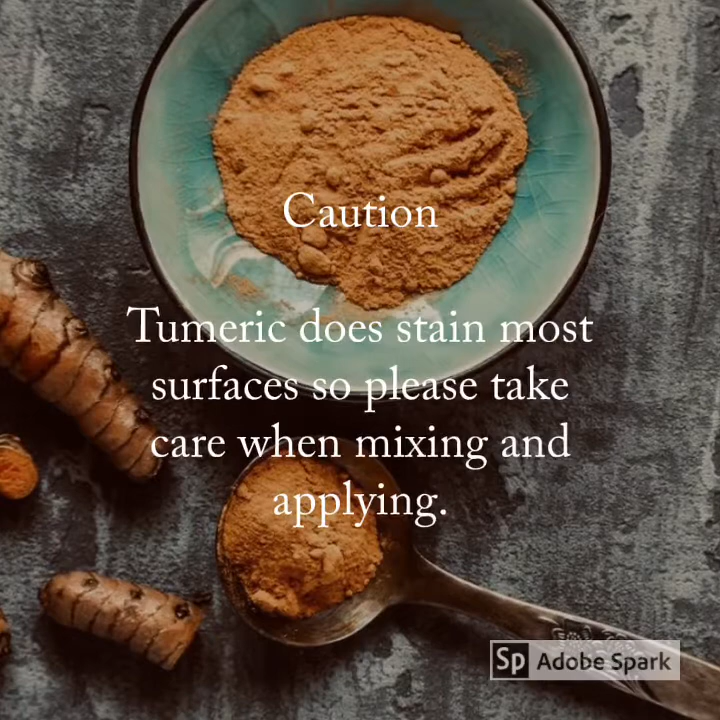 Caution
Tumeric does stain most
surfaces so please take
care when mixing and
applying.
Sp Adobe Spark